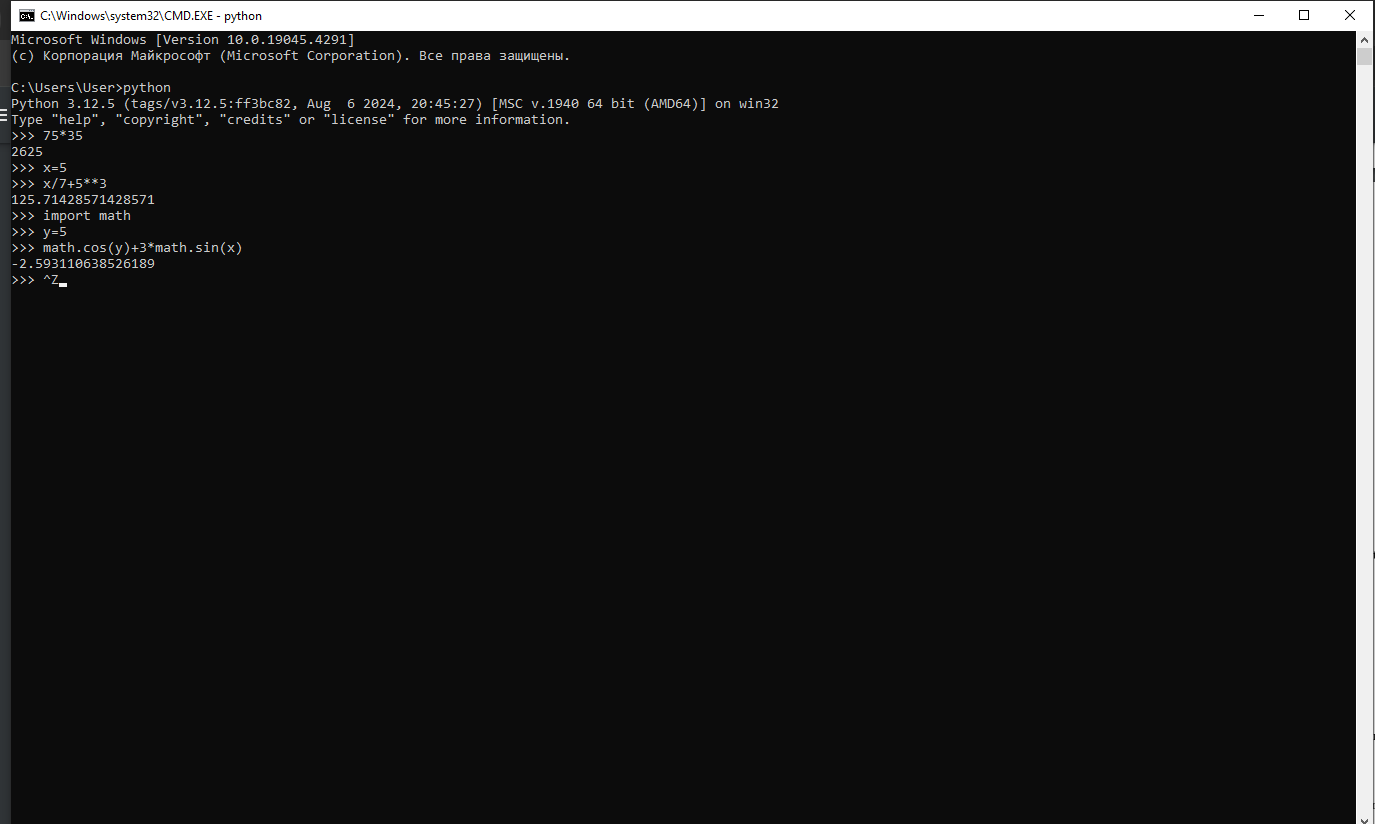 C:\Windows\system32\CMD.EXE - python
Microsoft Windows [Version 10.0.19045.4291]
(c) Корпорация Майкрософт (Microsoft Corporation). Все права защищены.
C:\Users\User>python
Python 3.12.5 (tags/v3.12.5:ff3bc82, Aug  6 2024, 20:45:27) [MSC v.1940 64 bit (AMD64)] on win32
Type "help", "copyright", "credits" or "license" for more information.
>>> 75*35
2625
>>> x=5
>>> x/7+5**3
125.71428571428571
>>> import math
>>> y=5
>>> math.cos(y)+3*math.sin(x)
-2.593110638526189
>>> ^Z